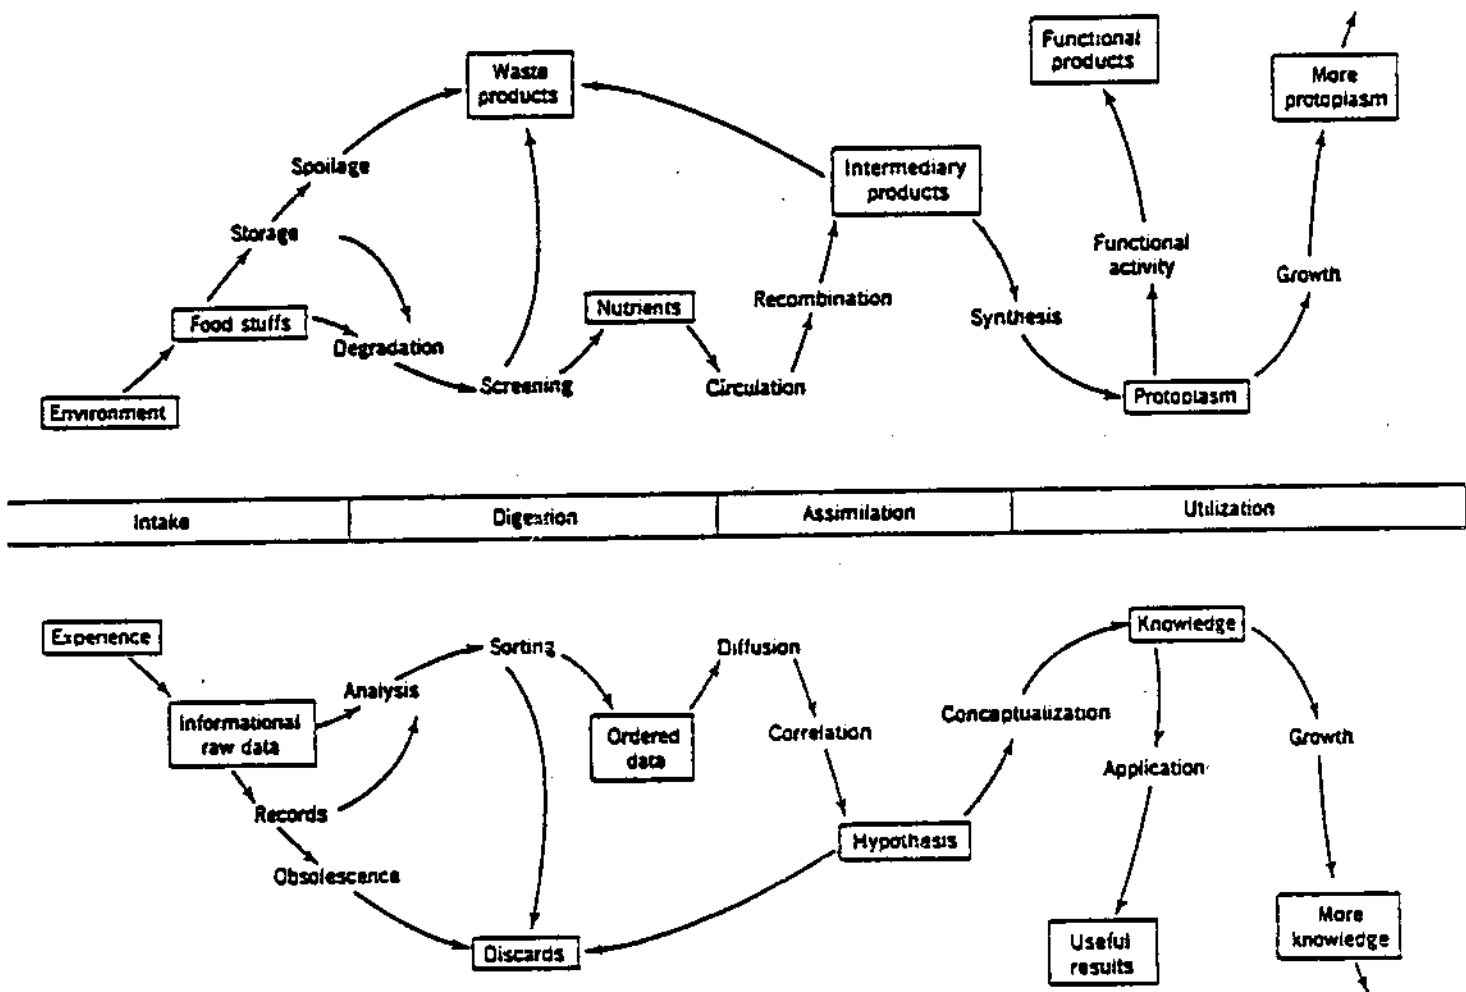 Functional
products
More
protoplasm
Waste
products
Spoilage
Intermediary
products
Storage
Functional
activity
Growth
Nutrients
Recombination
Food stuffs
Synthesis
Degradation
Screening
Circulation
Protoplasm
Environment
Intake
Digestion
Assimilation
Utilization
Experience
Knowledge
Sorting
Diffusion
Analysis
Informational
raw data
Ordered
data
Correlation
Conceptualization
Growth
Application
Records
Hypothesis
Obsolescence
More
knowledge
Discards
Useful
results